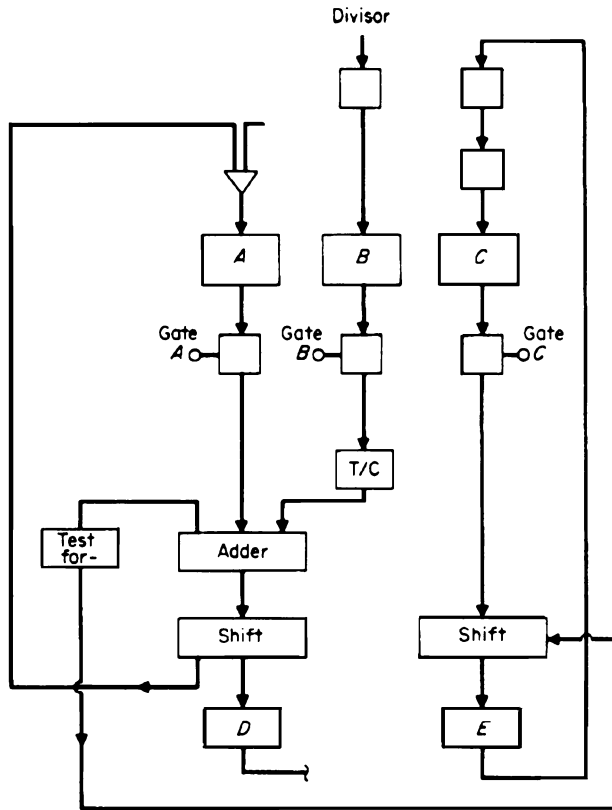 Divisor
A
B
C
Gate
A
Gate
B
Gate
C
T/C
Test
for-
Adder
Shift
Shift
D
E